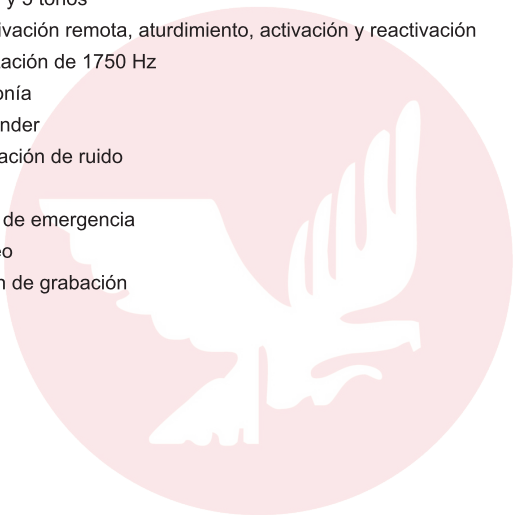 y 5 tonos
ivación remota, aturdimiento, activación y reactivación
ación de 1750 Hz
onía
nder
ación de ruido
de emergencia
eo
n de grabación